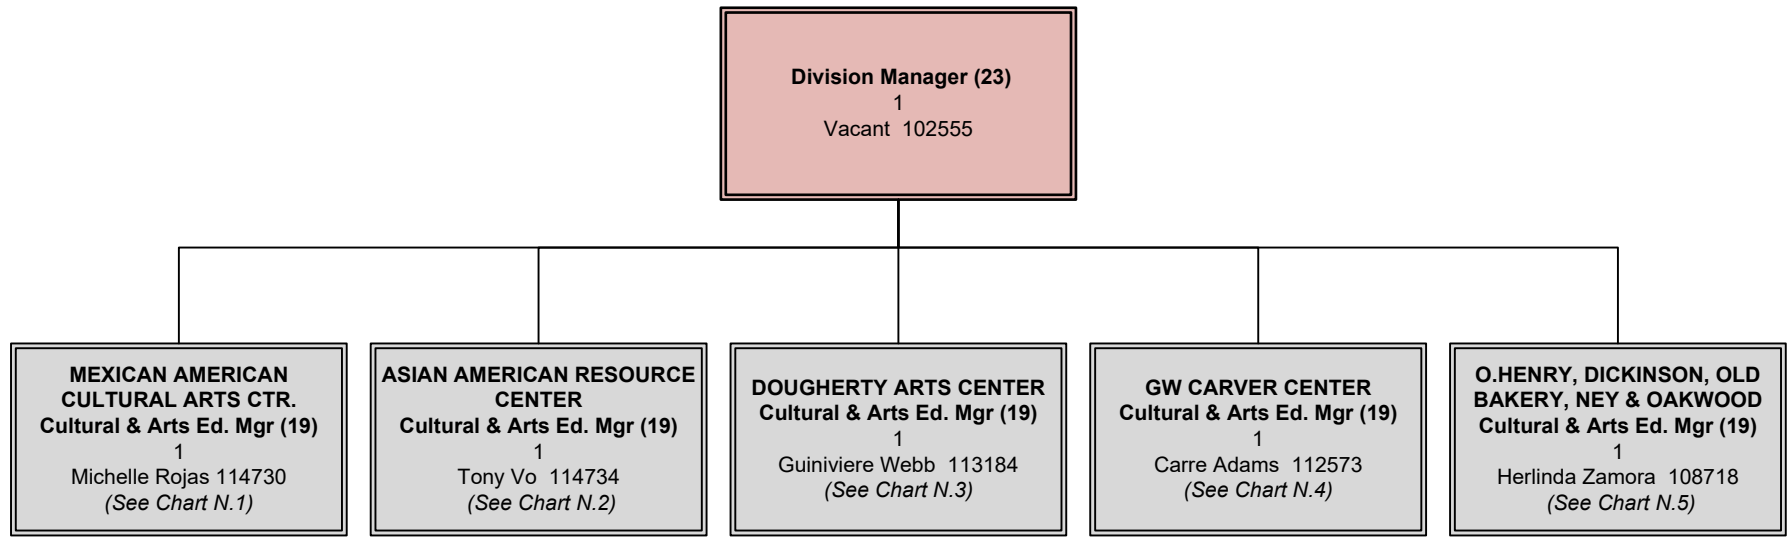 Division Manager (23)
1
Vacant 102555
MEXICAN AMERICAN
CULTURAL ARTS CTR.
Cultural & Arts Ed. Mgr (19)
1
Michelle Rojas 114730
(See Chart N.1)
ASIAN AMERICAN RESOURCE
CENTER
Cultural & Arts Ed. Mgr (19)
1
Tony Vo 114734
(See Chart N.2)
DOUGHERTY ARTS CENTER
Cultural & Arts Ed. Mgr (19)
1
Guiniviere Webb 113184
(See Chart N.3)
GW CARVER CENTER
Cultural & Arts Ed. Mgr (19)
1
Carre Adams 112573
(See Chart N.4)
O.HENRY, DICKINSON, OLD
BAKERY, NEY & OAKWOOD
Cultural & Arts Ed. Mgr (19)
1
Herlinda Zamora 108718
(See Chart N.5)